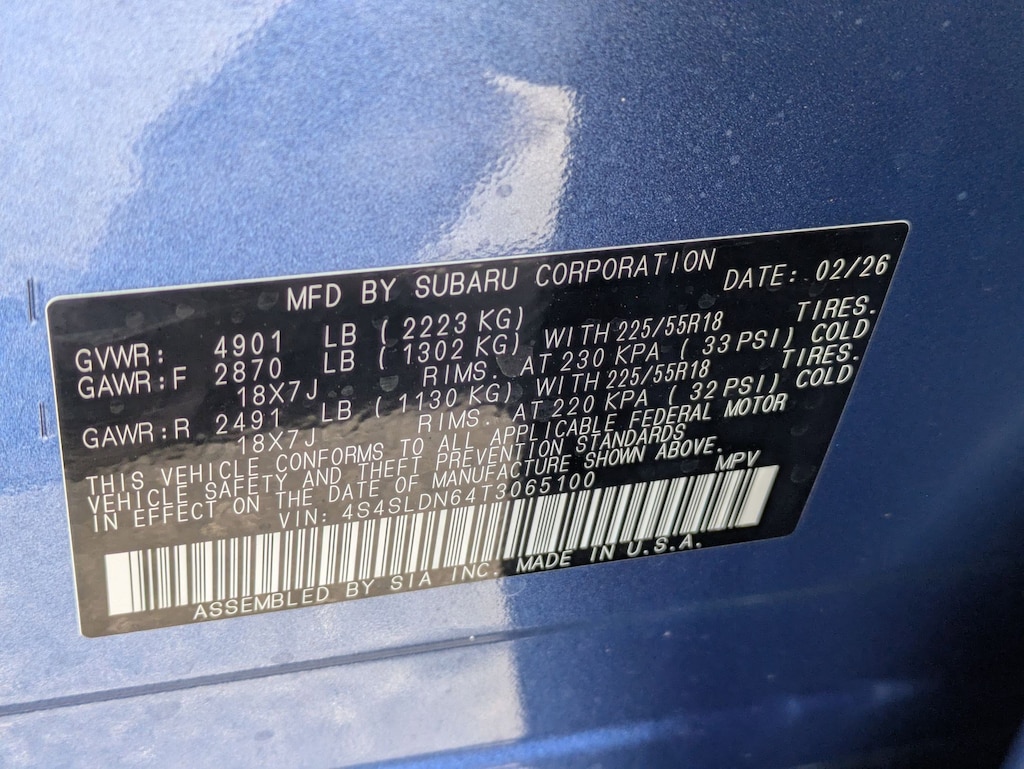 MFD BY SUBARU CORPORATION DATE: 02/26
GVWR: 4901 LB ( 2223 KG)
GAWR:F 2870 LB ( 1302 KG) WITH 225/55R18 TIRES.
18X7J RIMS. AT 230 KPA ( 33 PSI) COLD
GAWR:R 2491 LB ( 1130 KG) WITH 225/55R18 TIRES.
18X7J RIMS. AT 220 KPA ( 32 PSI) COLD
THIS VEHICLE CONFORMS TO ALL APPLICABLE FEDERAL MOTOR
VEHICLE SAFETY AND THEFT PREVENTION STANDARDS
IN EFFECT ON THE DATE OF MANUFACTURE SHOWN ABOVE.
VIN: 4S4SLDN64T3065100 MPV
ASSEMBLED BY SIA INC. MADE IN U.S.A.